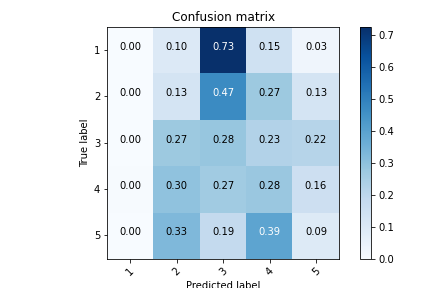 Confusion matrix
True label
1 0.00 0.10 0.73 0.15 0.03
2 0.00 0.13 0.47 0.27 0.13
3 0.00 0.27 0.28 0.23 0.22
4 0.00 0.30 0.27 0.28 0.16
5 0.00 0.33 0.19 0.39 0.09
1 2 3 4 5
Predicted label
0.7
0.6
0.5
0.4
0.3
0.2
0.1
0.0